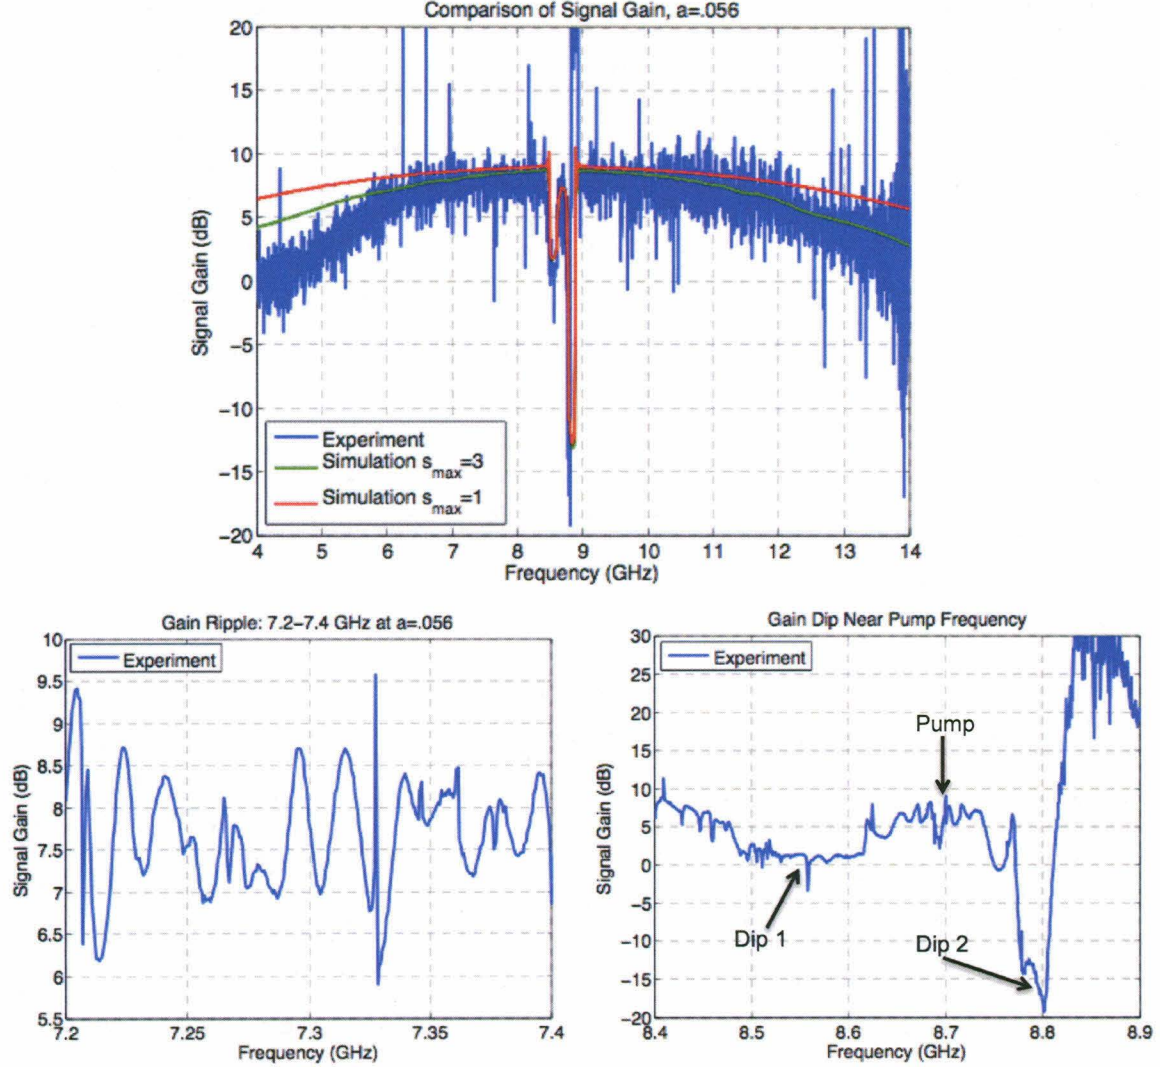 Comparison of Signal Gain, a=.056
20
15
10
5
0
−5
−10
−15
−20
Signal Gain (dB)
Experiment
Simulation s_max=3
Simulation s_max=1
4 5 6 7 8 9 10 11 12 13 14
Frequency (GHz)
Gain Ripple: 7.2−7.4 GHz at a=.056
10
9.5
9
8.5
8
7.5
7
6.5
6
5.5
Signal Gain (dB)
Experiment
7.2 7.25 7.3 7.35 7.4
Frequency (GHz)
Gain Dip Near Pump Frequency
30
25
20
15
10
5
0
−5
−10
−15
−20
Signal Gain (dB)
Experiment
Pump
Dip 1
Dip 2
8.4 8.5 8.6 8.7 8.8 8.9
Frequency (GHz)